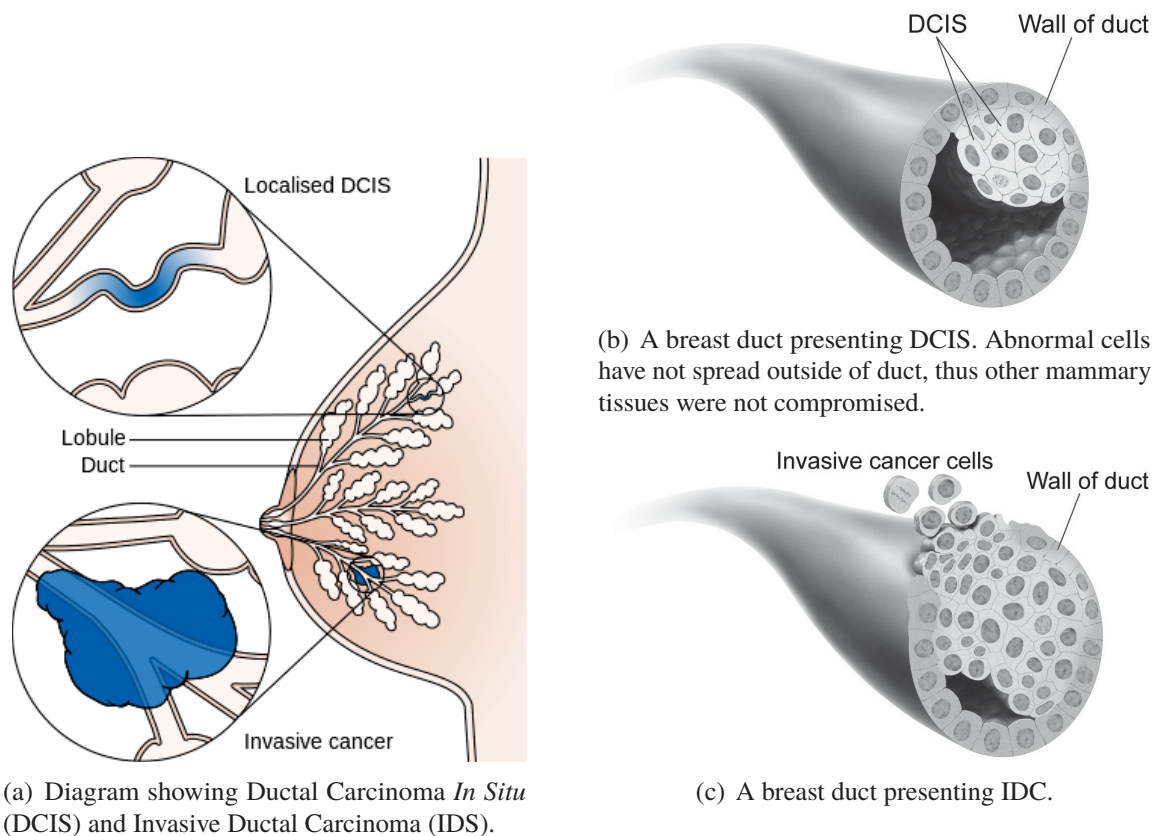 Localised DCIS
Lobule
Duct
Invasive cancer
(a) Diagram showing Ductal Carcinoma In Situ
(DCIS) and Invasive Ductal Carcinoma (IDS).
DCIS
Wall of duct
(b) A breast duct presenting DCIS. Abnormal cells
have not spread outside of duct, thus other mammary
tissues were not compromised.
Invasive cancer cells
Wall of duct
(c) A breast duct presenting IDC.